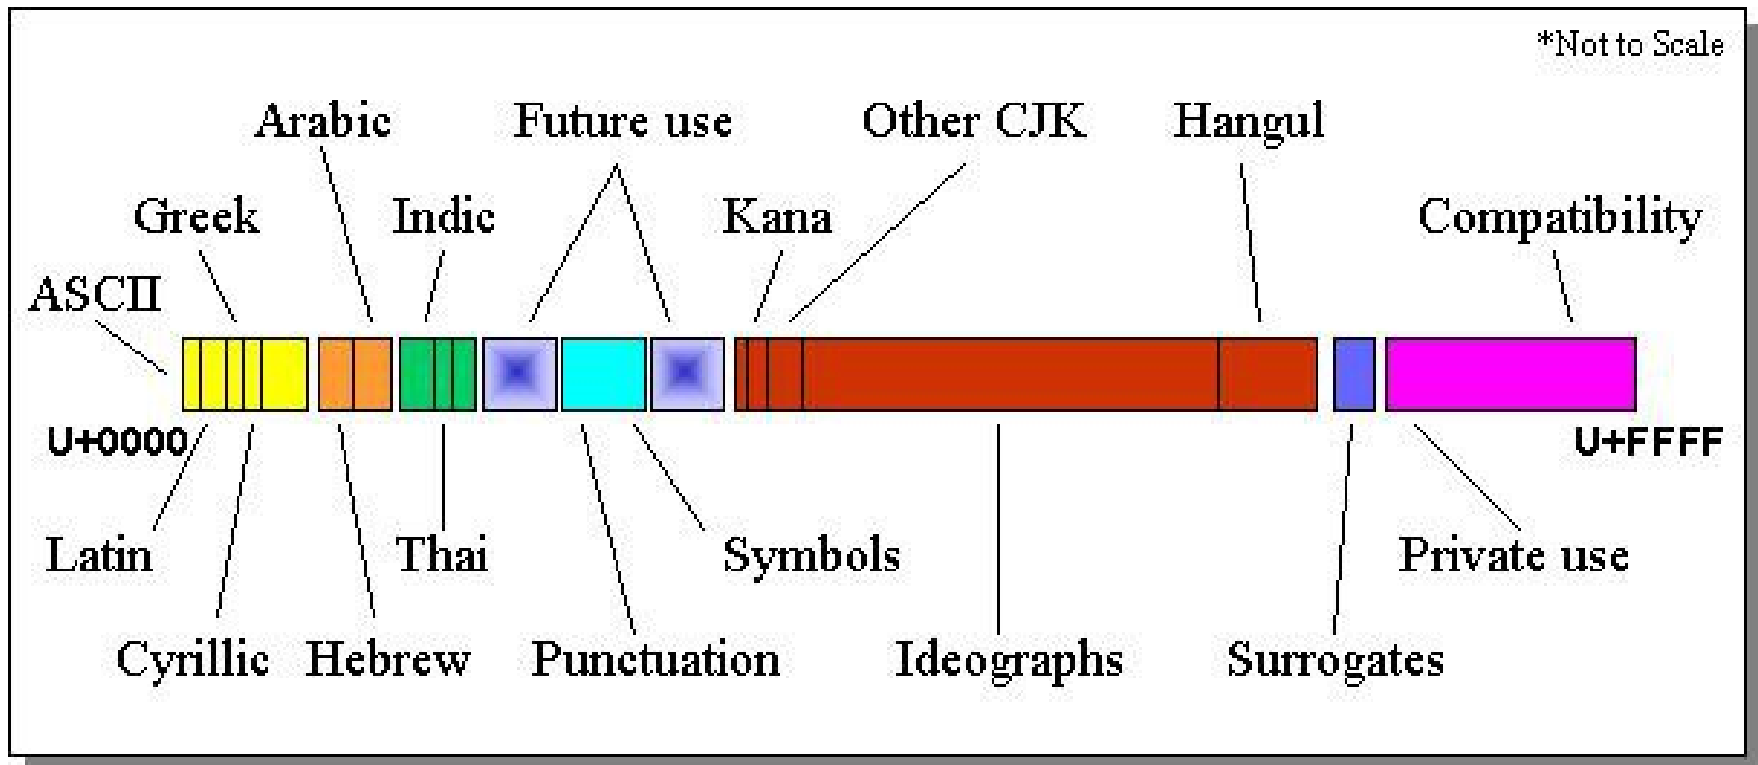 *Not to Scale
Arabic Future use Other CJK Hangul
Greek Indic Kana Compatibility
ASCII
U+0000 U+FFFF
Latin Thai Symbols Private use
Cyrillic Hebrew Punctuation Ideographs Surrogates